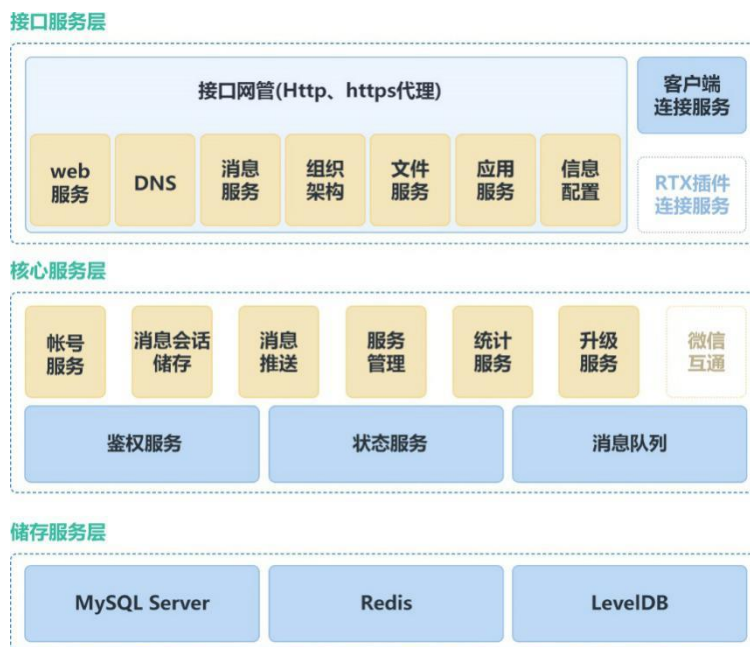 接口服务层
接口网管(Http、https代理)
客户端
连接服务
web
服务
DNS
消息
服务
组织
架构
文件
服务
应用
服务
信息
配置
RTX插件
连接服务
核心服务层
帐号
服务
消息会话
储存
消息
推送
服务
管理
统计
服务
升级
服务
微信
互通
鉴权服务
状态服务
消息队列
储存服务层
MySQL Server
Redis
LevelDB